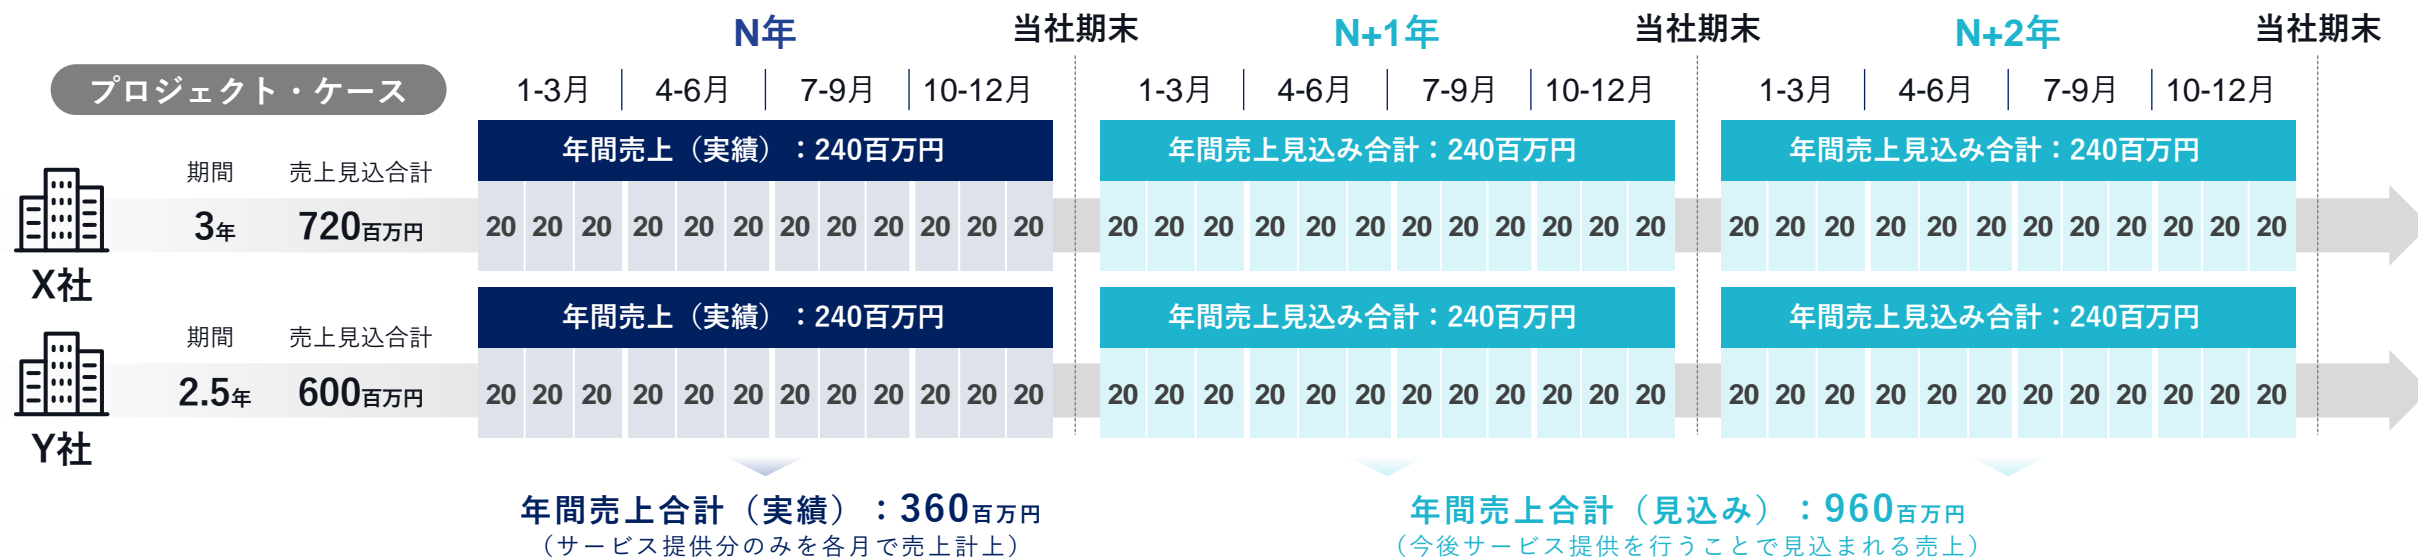 N年 当社期末 N+1年 当社期末 N+2年 当社期末
プロジェクト・ケース 1-3月 4-6月 7-9月 10-12月 1-3月 4-6月 7-9月 10-12月 1-3月 4-6月 7-9月 10-12月
年間売上（実績）：240百万円 年間売上見込み合計：240百万円 年間売上見込み合計：240百万円
期間 売上見込合計
3年 720百万円 20 20 20 20 20 20 20 20 20 20 20 20 20 20 20 20 20 20 20 20 20 20 20 20 20 20 20 20 20 20 20 20 20 20 20 20
X社
年間売上（実績）：240百万円 年間売上見込み合計：240百万円 年間売上見込み合計：240百万円
期間 売上見込合計
2.5年 600百万円 20 20 20 20 20 20 20 20 20 20 20 20 20 20 20 20 20 20 20 20 20 20 20 20 20 20 20 20 20 20 20 20 20 20 20 20
Y社
年間売上合計（実績）：360百万円 年間売上合計（見込み）：960百万円
（サービス提供分のみを各月で売上計上） （今後サービス提供を行うことで見込まれる売上）